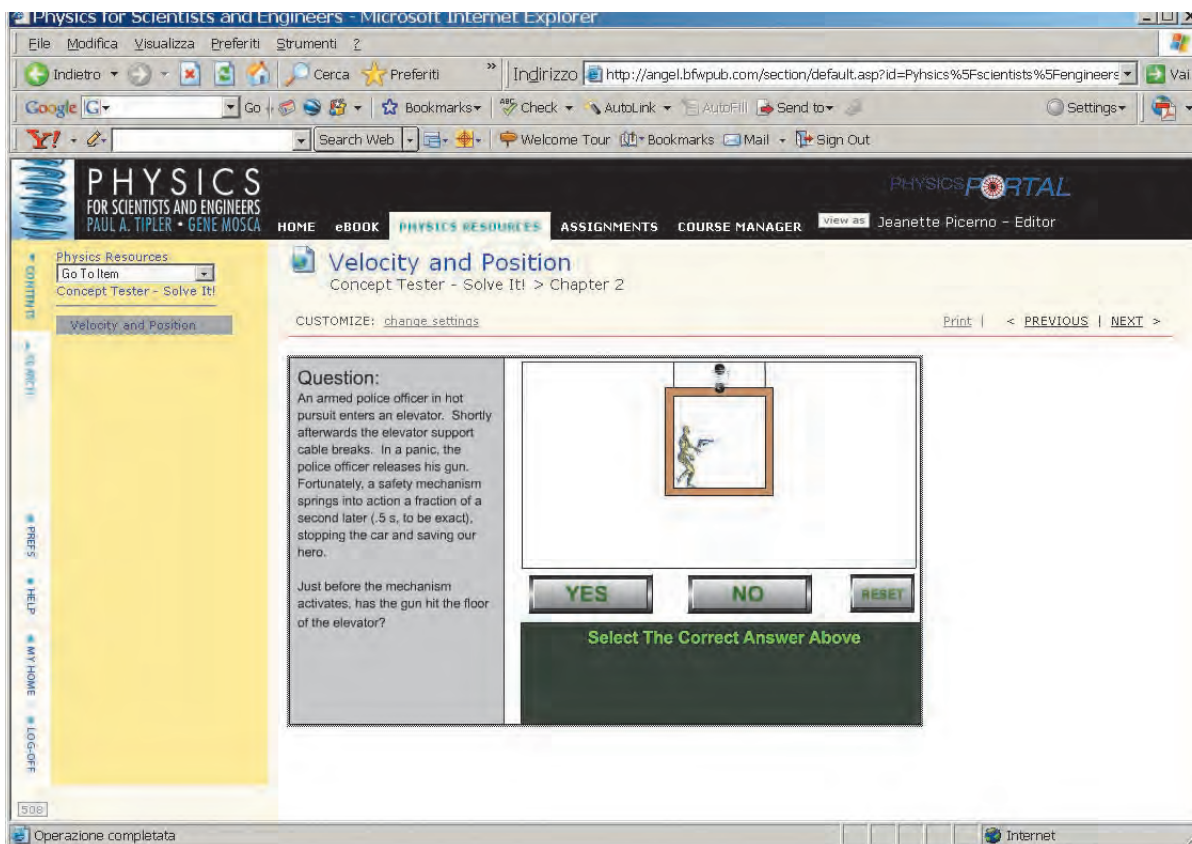 Physics for Scientists and Engineers - Microsoft Internet Explorer
File Modifica Visualizza Preferiti Strumenti ?
Indietro Cerca Preferiti » Indirizzo http://angel.bfwpub.com/section/default.asp?id=Pyhsics%5Fscientists%5Fengineers Vai
Google G Go Bookmarks Check AutoLink AutoFill Send to Settings
Y! Search Web Welcome Tour Bookmarks Mail Sign Out
PHYSICS
FOR SCIENTISTS AND ENGINEERS
PAUL A. TIPLER • GENE MOSCA
PHYSICSPORTAL
HOME eBOOK PHYSICS RESOURCES ASSIGNMENTS COURSE MANAGER view as Jeanette Picerno - Editor
CONTENTS
SEARCH
PREFS
HELP
MY HOME
LOG-OFF
508
Physics Resources
Go To Item
Concept Tester - Solve It!
Velocity and Position
Velocity and Position
Concept Tester - Solve It! > Chapter 2
CUSTOMIZE: change settings
Print | < PREVIOUS | NEXT >
Question:
An armed police officer in hot
pursuit enters an elevator. Shortly
afterwards the elevator support
cable breaks. In a panic, the
police officer releases his gun.
Fortunately, a safety mechanism
springs into action a fraction of a
second later (.5 s, to be exact),
stopping the car and saving our
hero.
Just before the mechanism
activates, has the gun hit the floor
of the elevator?
YES NO RESET
Select The Correct Answer Above
Operazione completata
Internet